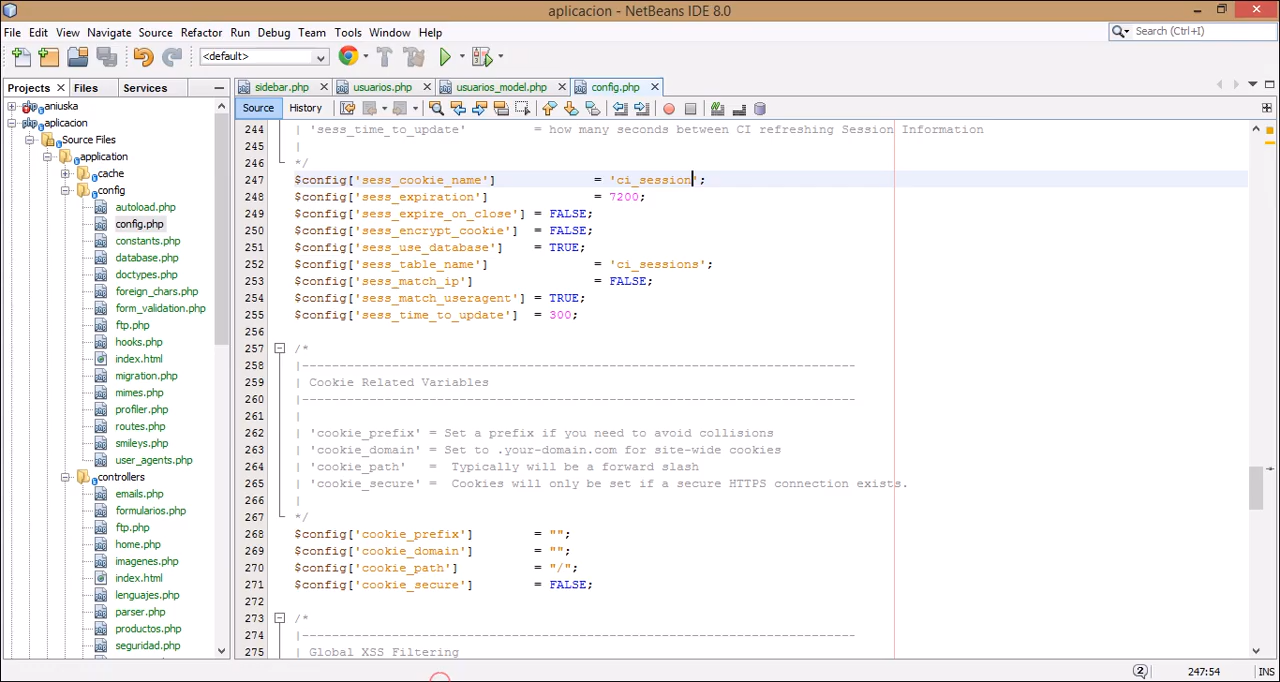 aplicacion - NetBeans IDE 8.0
File Edit View Navigate Source Refactor Run Debug Team Tools Window Help
Search (Ctrl+I)
<default>
Projects Files Services
sidebar.php usuarios.php usuarios_model.php config.php
Source History
aniuska
aplicacion
Source Files
application
cache
config
autoload.php
config.php
constants.php
database.php
doctypes.php
foreign_chars.php
form_validation.php
ftp.php
hooks.php
index.html
migration.php
mimes.php
profiler.php
routes.php
smileys.php
user_agents.php
controllers
emails.php
formularios.php
ftp.php
home.php
imagenes.php
index.html
lenguajes.php
parser.php
productos.php
seguridad.php
244 | 'sess_time_to_update' = how many seconds between CI refreshing Session Information
245 |
246 */
247 $config['sess_cookie_name'] = 'ci_session';
248 $config['sess_expiration'] = 7200;
249 $config['sess_expire_on_close'] = FALSE;
250 $config['sess_encrypt_cookie'] = FALSE;
251 $config['sess_use_database'] = TRUE;
252 $config['sess_table_name'] = 'ci_sessions';
253 $config['sess_match_ip'] = FALSE;
254 $config['sess_match_useragent'] = TRUE;
255 $config['sess_time_to_update'] = 300;
256
257 /*
258 |--------------------------------------------------------------------------
259 | Cookie Related Variables
260 |--------------------------------------------------------------------------
261 |
262 | 'cookie_prefix' = Set a prefix if you need to avoid collisions
263 | 'cookie_domain' = Set to .your-domain.com for site-wide cookies
264 | 'cookie_path' = Typically will be a forward slash
265 | 'cookie_secure' = Cookies will only be set if a secure HTTPS connection exists.
266 |
267 */
268 $config['cookie_prefix'] = "";
269 $config['cookie_domain'] = "";
270 $config['cookie_path'] = "/";
271 $config['cookie_secure'] = FALSE;
272
273 /*
274 |--------------------------------------------------------------------------
275 | Global XSS Filtering
2 247:54 INS